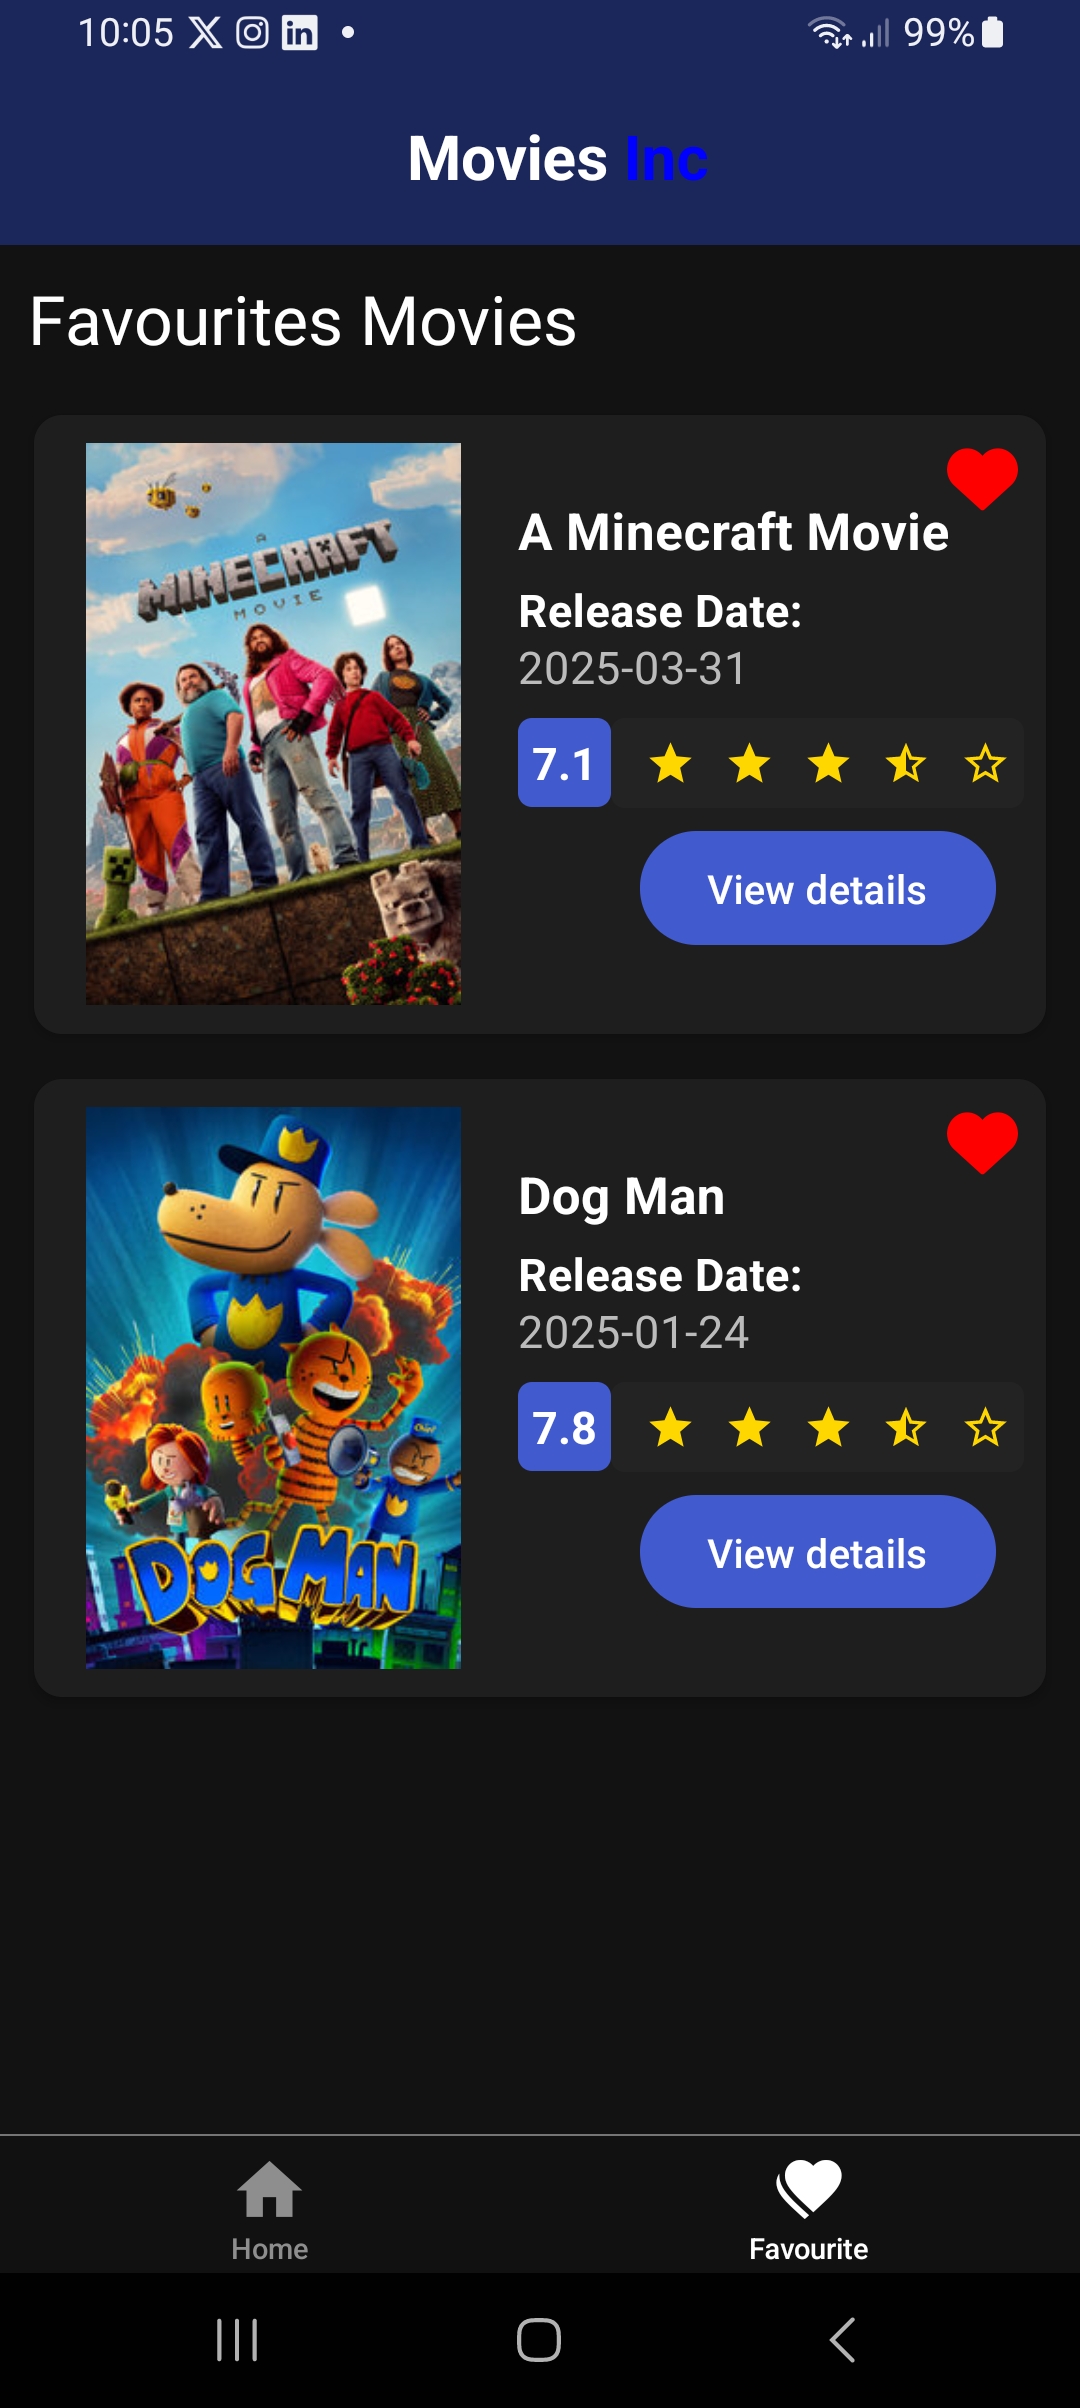 10:05
99%
Movies Inc
Favourites Movies
A
MINECRAFT
MOVIE
A Minecraft Movie
Release Date:
2025-03-31
7.1
View details
Chief
DOG MAN
Dog Man
Release Date:
2025-01-24
7.8
View details
Home
Favourite